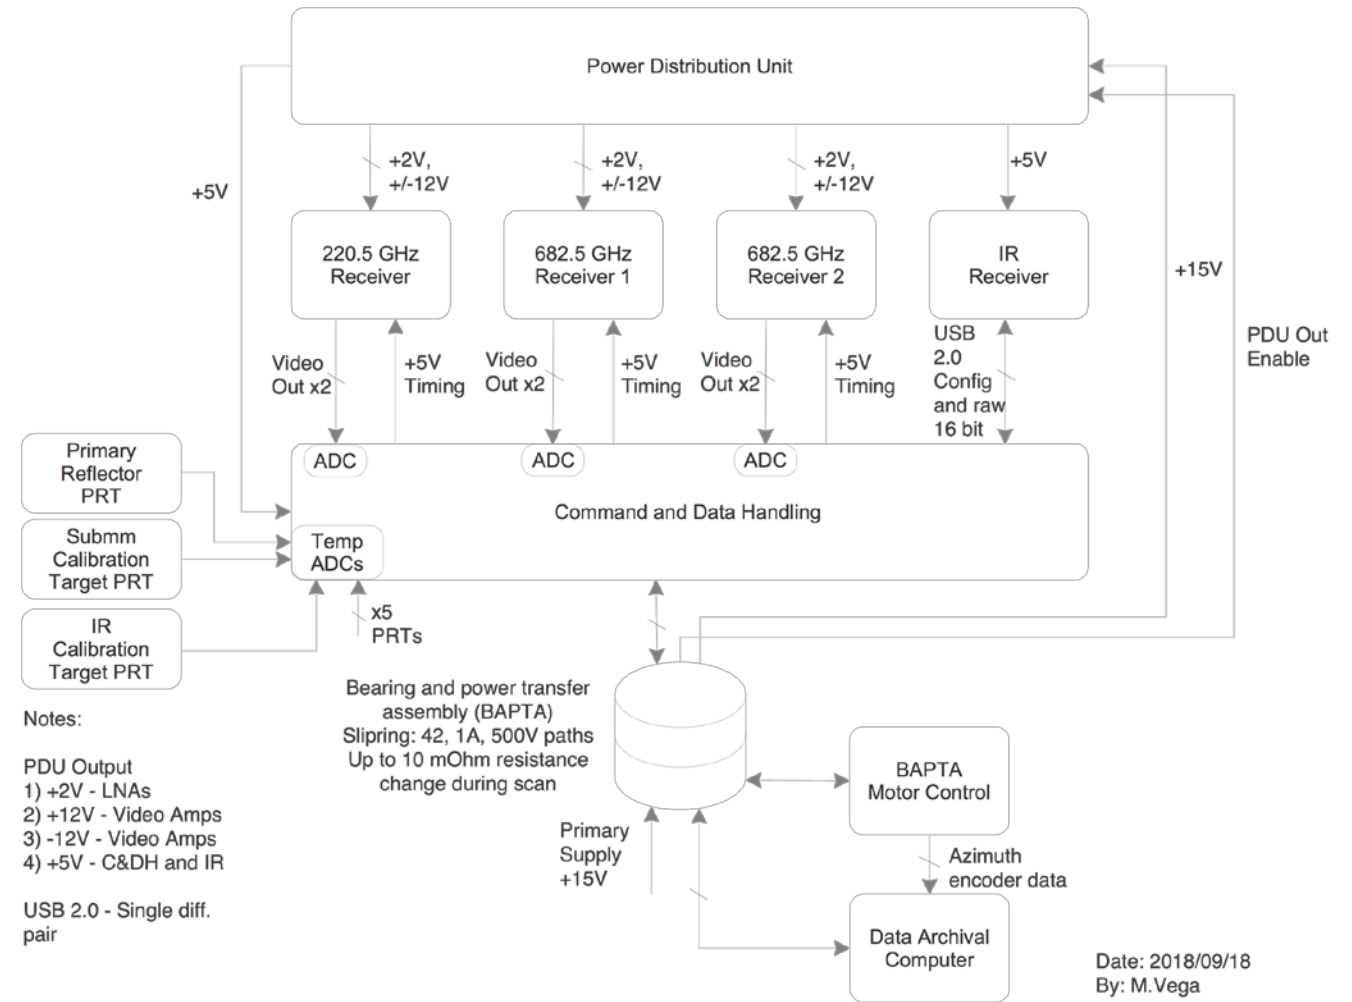 Power Distribution Unit
+5V
+2V,
+/-12V
+2V,
+/-12V
+2V,
+/-12V
+5V
220.5 GHz
Receiver
682.5 GHz
Receiver 1
682.5 GHz
Receiver 2
IR
Receiver
+15V
PDU Out
Enable
Video
Out x2
+5V
Timing
Video
Out x2
+5V
Timing
Video
Out x2
+5V
Timing
USB
2.0
Config
and raw
16 bit
ADC
ADC
ADC
Command and Data Handling
Temp
ADCs
Primary
Reflector
PRT
Submm
Calibration
Target PRT
IR
Calibration
Target PRT
x5
PRTs
Bearing and power transfer
assembly (BAPTA)
Slipring: 42, 1A, 500V paths
Up to 10 mOhm resistance
change during scan
BAPTA
Motor Control
Primary
Supply
+15V
Azimuth
encoder data
Data Archival
Computer
Notes:
PDU Output
1) +2V - LNAs
2) +12V - Video Amps
3) -12V - Video Amps
4) +5V - C&DH and IR
USB 2.0 - Single diff.
pair
Date: 2018/09/18
By: M.Vega